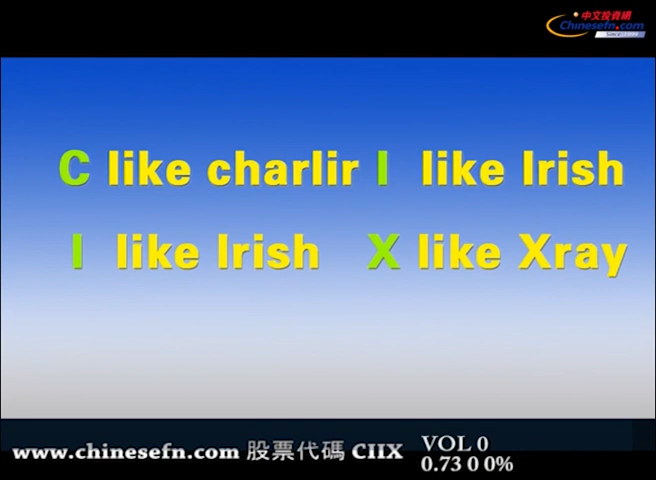 中文投資網
Chinesefn.com
C like charlir I like Irish
I like Irish X like Xray
www.chinesefn.com 股票代碼 CIIX
VOL 0
0.73 0 0%